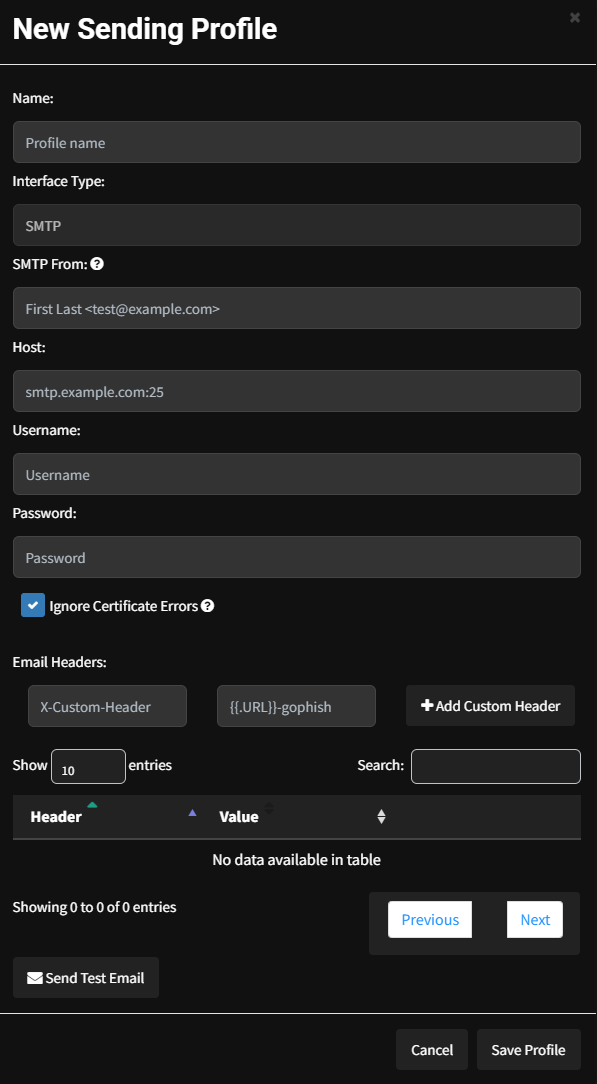 New Sending Profile
Name:
Profile name
Interface Type:
SMTP
SMTP From:
First Last <test@example.com>
Host:
smtp.example.com:25
Username:
Username
Password:
Password
Ignore Certificate Errors
Email Headers:
X-Custom-Header {{.URL}}-gophish Add Custom Header
Show 10 entries Search:
Header Value
No data available in table
Showing 0 to 0 of 0 entries Previous Next
Send Test Email
Cancel Save Profile